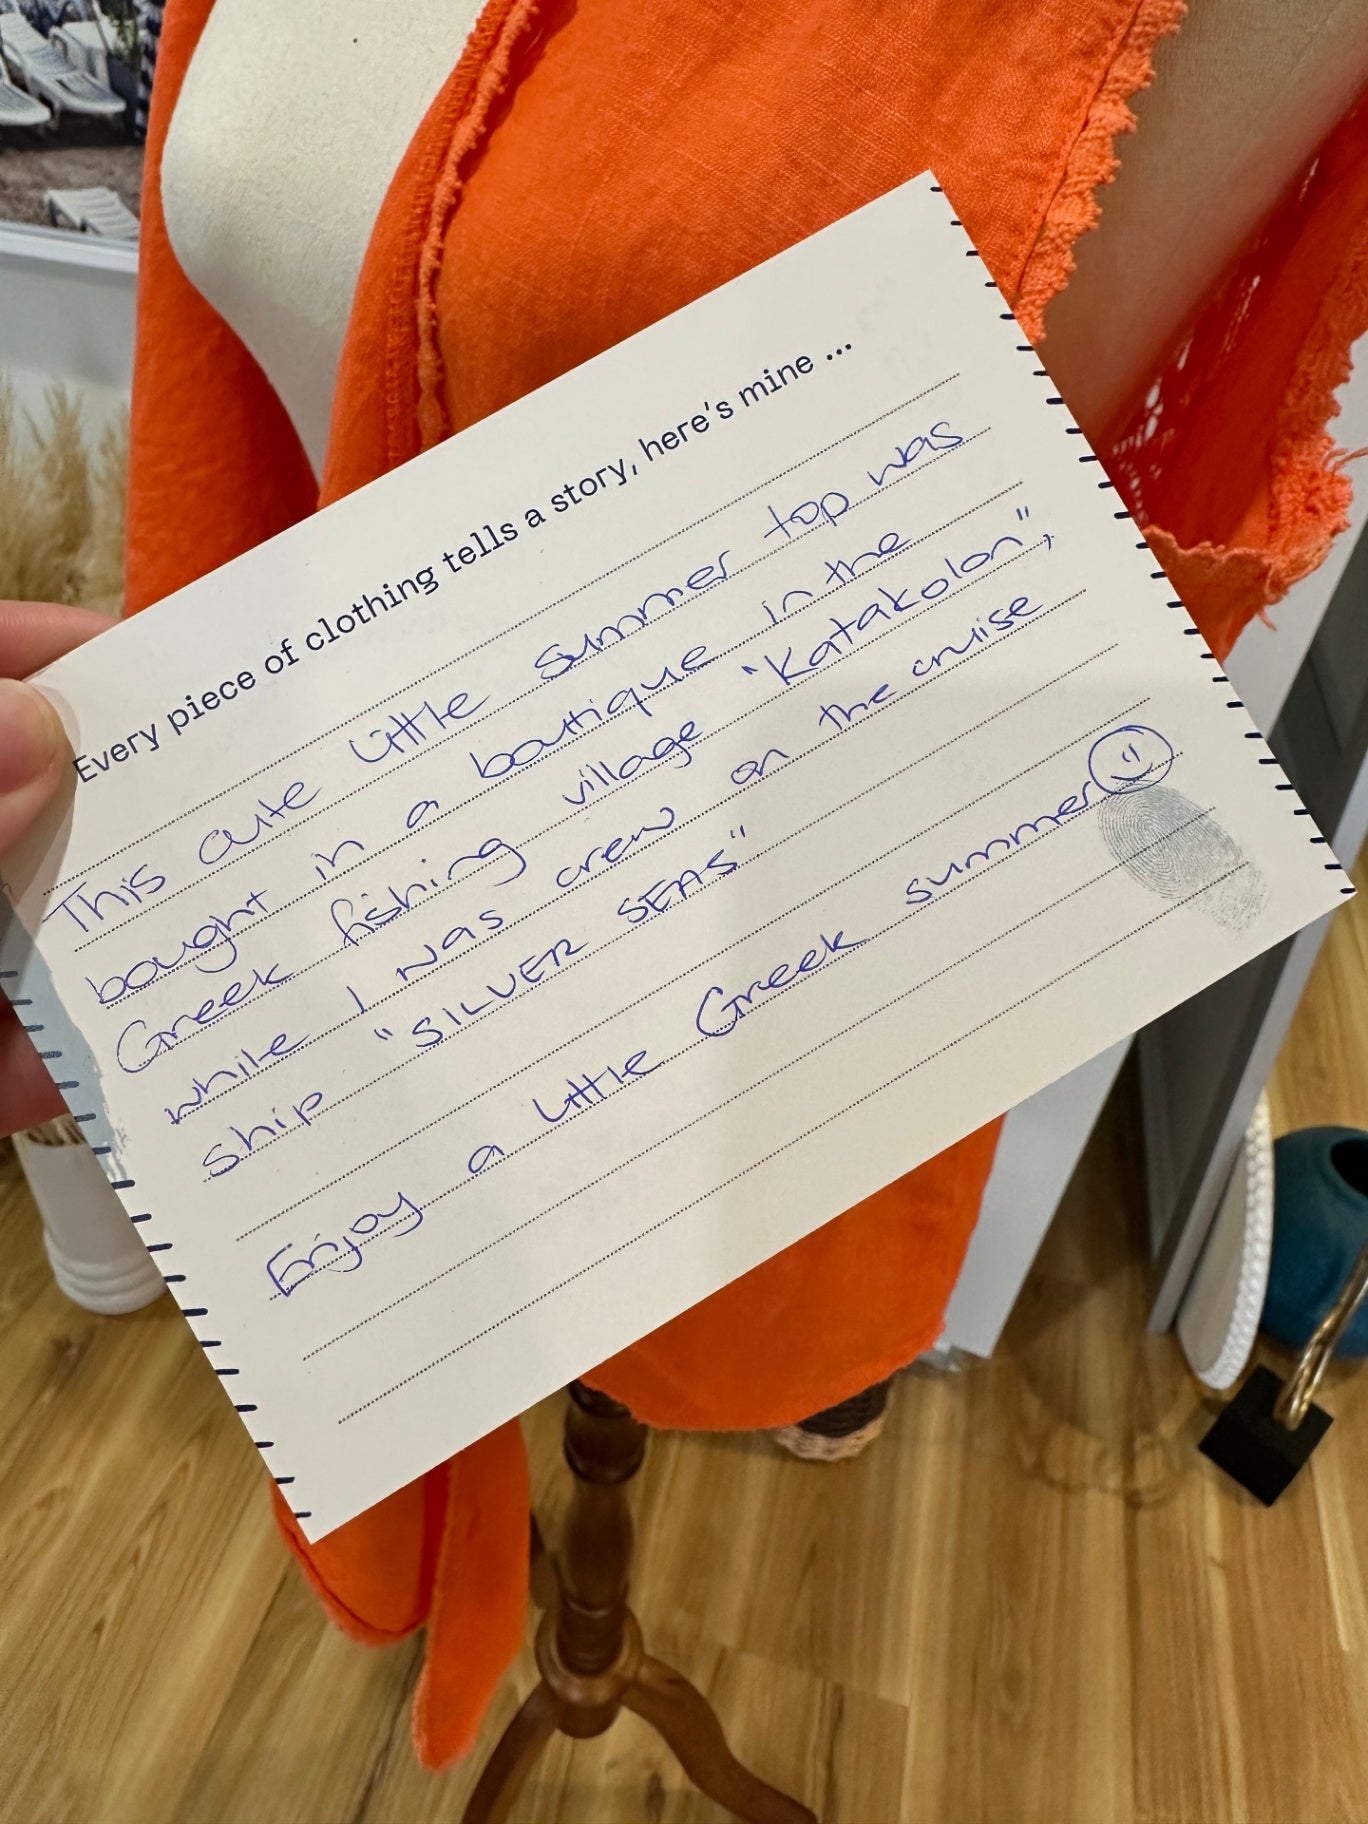 Every piece of clothing tells a story, here's mine ...
This cute little summer top was
bought in a boutique in the
Greek fishing village "Katakolon",
while I was crew on the cruise
ship "SILVER SEAS"
Enjoy a little Greek summer